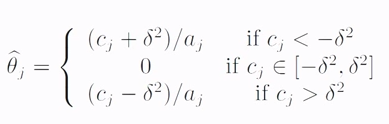 (c_j + δ²)/a_j if c_j < −δ²
θ̂_j = { 0 if c_j ∈ [−δ², δ²]
(c_j − δ²)/a_j if c_j > δ²